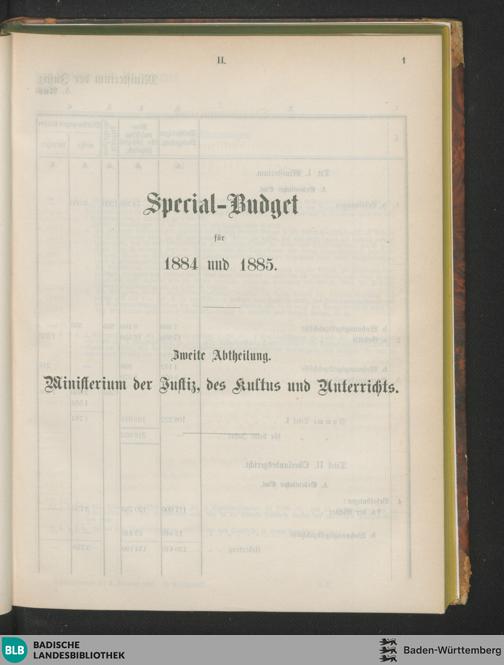 II.
1
Special-Budget
für
1884 und 1885.
Zweite Abtheilung.
Ministerium der Justiz, des Kultus und Unterrichts.
BLB
BADISCHE
LANDESBIBLIOTHEK
Baden-Württemberg